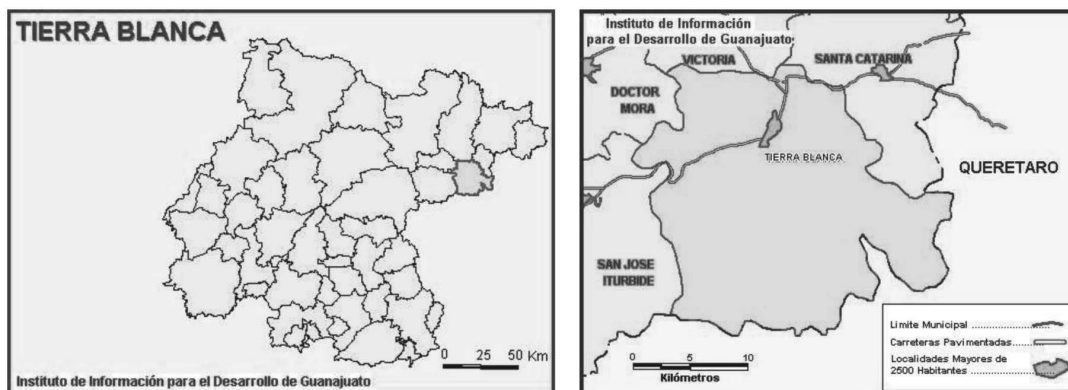 TIERRA BLANCA
0 25 50 Km
Instituto de Información para el Desarrollo de Guanajuato
Instituto de Información
para el Desarrollo de Guanajuato
VICTORIA
SANTA CATARINA
DOCTOR
MORA
TIERRA BLANCA
QUERETARO
SAN JOSE
ITURBIDE
0 5 10
Kilómetros
Limite Municipal
Carreteras Pavimentadas
Localidades Mayores de
2500 Habitantes